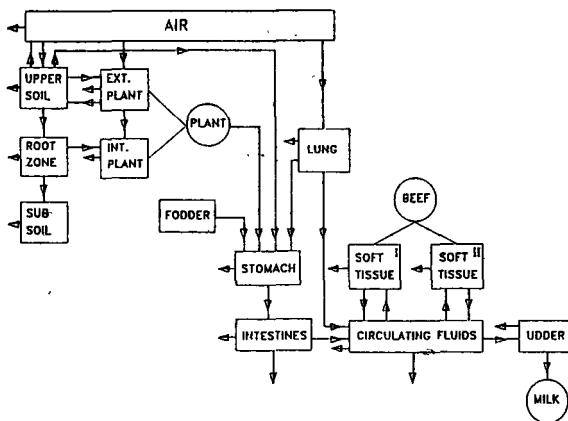 AIR
UPPER
SOIL
EXT.
PLANT
PLANT
ROOT
ZONE
INT.
PLANT
LUNG
SUB
SOIL
FODDER
BEEF
STOMACH
SOFT I
TISSUE
SOFT II
TISSUE
INTESTINES
CIRCULATING FLUIDS
UDDER
MILK